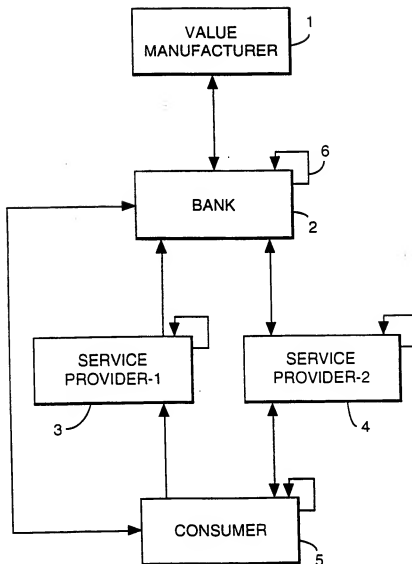 1
VALUE
MANUFACTURER
6
BANK
2
SERVICE
PROVIDER-1
3
SERVICE
PROVIDER-2
4
CONSUMER
5